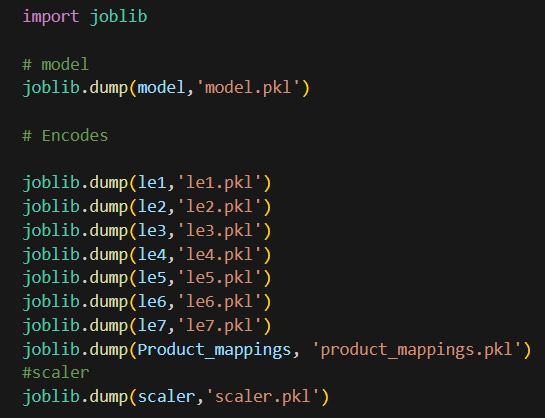 import joblib
# model
joblib.dump(model,'model.pkl')
# Encodes
joblib.dump(le1,'le1.pkl')
joblib.dump(le2,'le2.pkl')
joblib.dump(le3,'le3.pkl')
joblib.dump(le4,'le4.pkl')
joblib.dump(le5,'le5.pkl')
joblib.dump(le6,'le6.pkl')
joblib.dump(le7,'le7.pkl')
joblib.dump(Product_mappings, 'product_mappings.pkl')
#scaler
joblib.dump(scaler,'scaler.pkl')